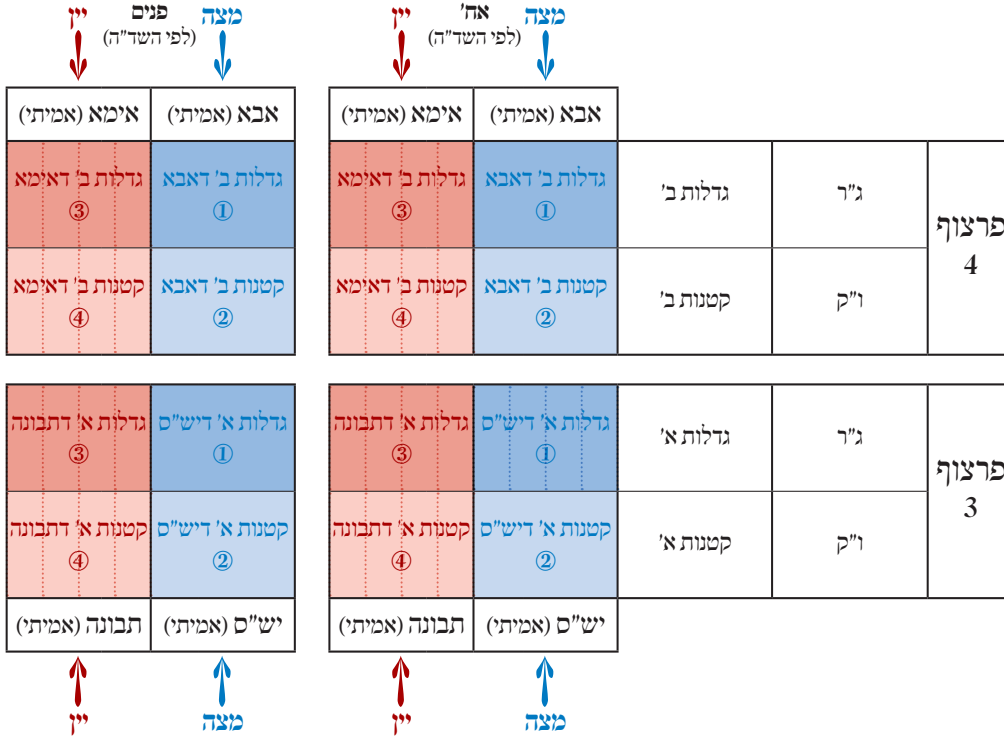 מצה
אח'
(לפי השד"ה)
יין
מצה
פנים
(לפי השד"ה)
יין
אבא (אמיתי)
אימא (אמיתי)
אבא (אמיתי)
אימא (אמיתי)
פרצוף
4
ג"ר
גדלות ב'
גדלות ב' דאבא
①
גדלות ב' דאימא
③
גדלות ב' דאבא
①
גדלות ב' דאימא
③
ו"ק
קטנות ב'
קטנות ב' דאבא
②
קטנות ב' דאימא
④
קטנות ב' דאבא
②
קטנות ב' דאימא
④
פרצוף
3
ג"ר
גדלות א'
גדלות א' דיש"ס
①
גדלות א' דתבונה
③
גדלות א' דיש"ס
①
גדלות א' דתבונה
③
ו"ק
קטנות א'
קטנות א' דיש"ס
②
קטנות א' דתבונה
④
קטנות א' דיש"ס
②
קטנות א' דתבונה
④
יש"ס (אמיתי)
תבונה (אמיתי)
יש"ס (אמיתי)
תבונה (אמיתי)
מצה
יין
מצה
יין